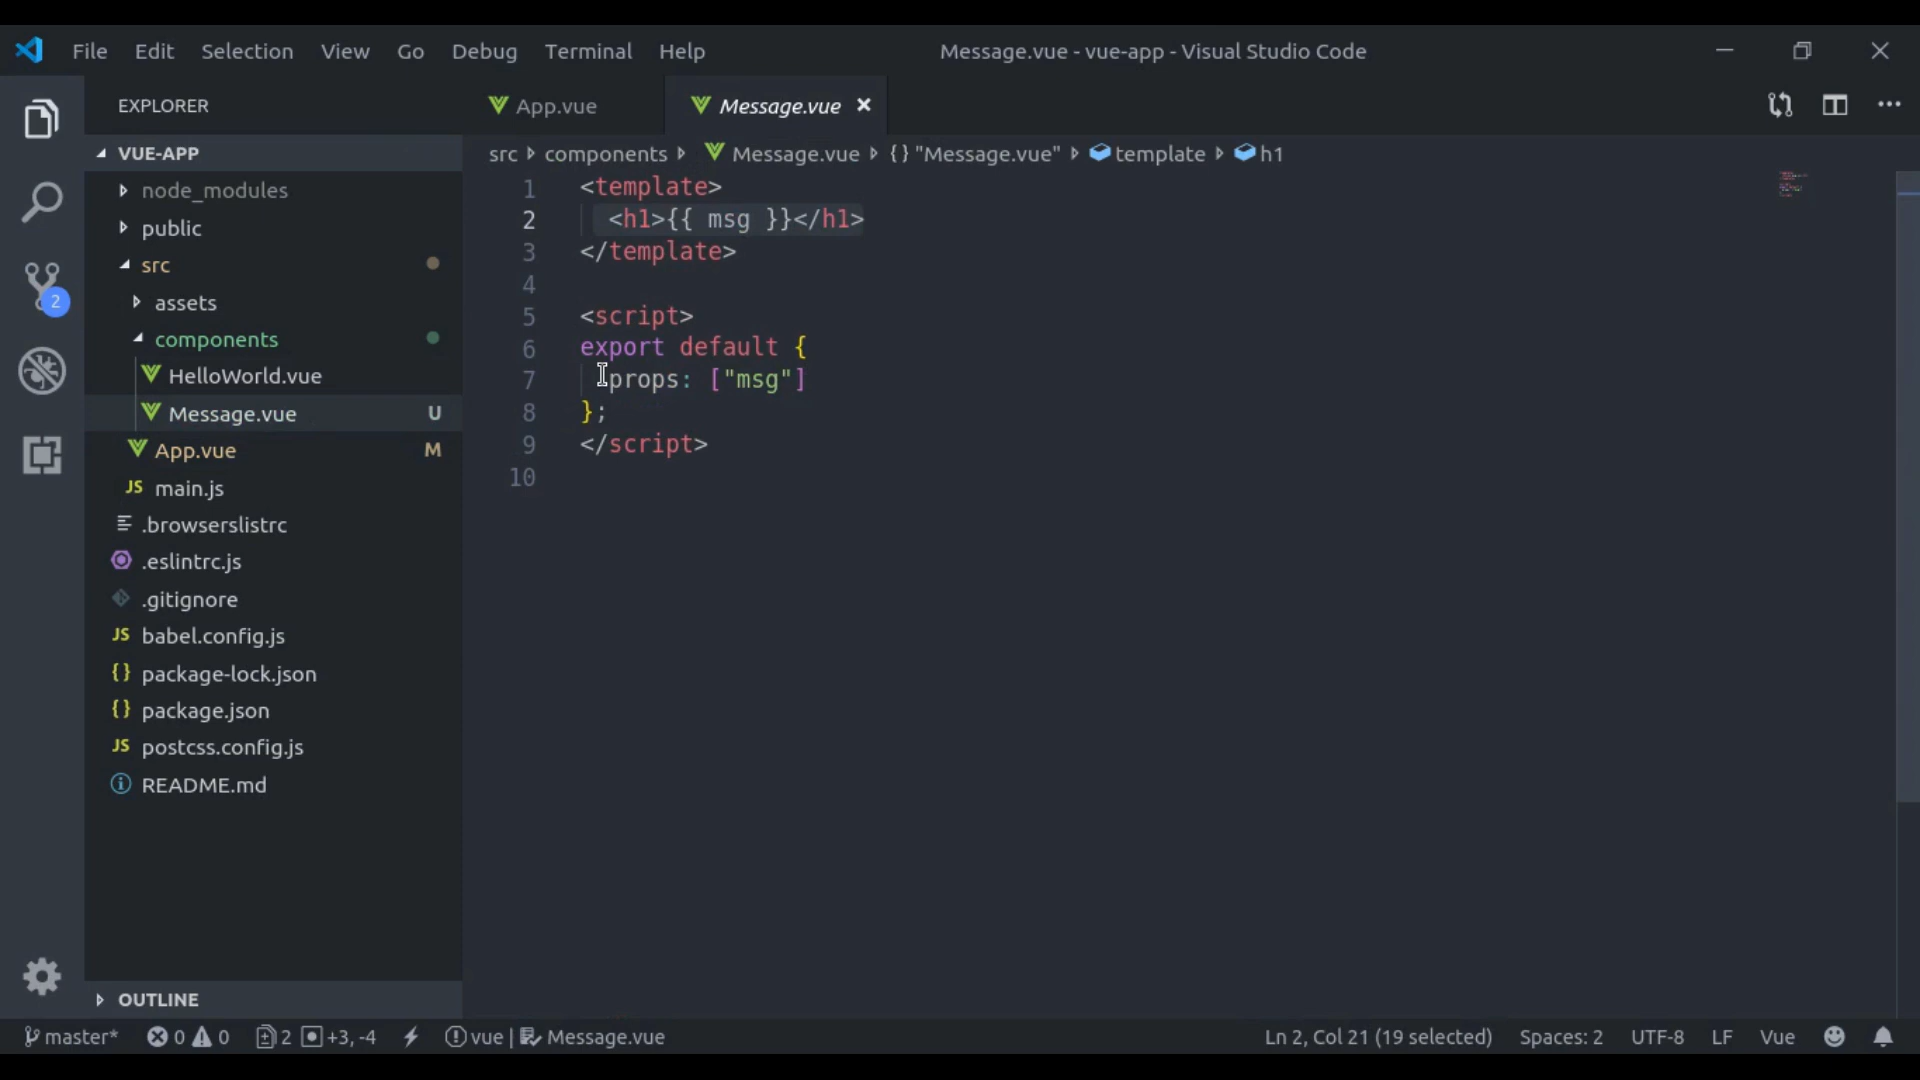 File Edit Selection View Go Debug Terminal Help
Message.vue - vue-app - Visual Studio Code
EXPLORER
VUE-APP
node_modules
public
src
assets
components
HelloWorld.vue
Message.vue U
App.vue M
JS main.js
.browserslistrc
.eslintrc.js
.gitignore
JS babel.config.js
{} package-lock.json
{} package.json
JS postcss.config.js
README.md
OUTLINE
2
App.vue
Message.vue
src components Message.vue {} "Message.vue" template h1
1 <template>
2 <h1>{{ msg }}</h1>
3 </template>
4
5 <script>
6 export default {
7 props: ["msg"]
8 };
9 </script>
10
master* 0 0 2 +3, -4 vue | Message.vue
Ln 2, Col 21 (19 selected) Spaces: 2 UTF-8 LF Vue